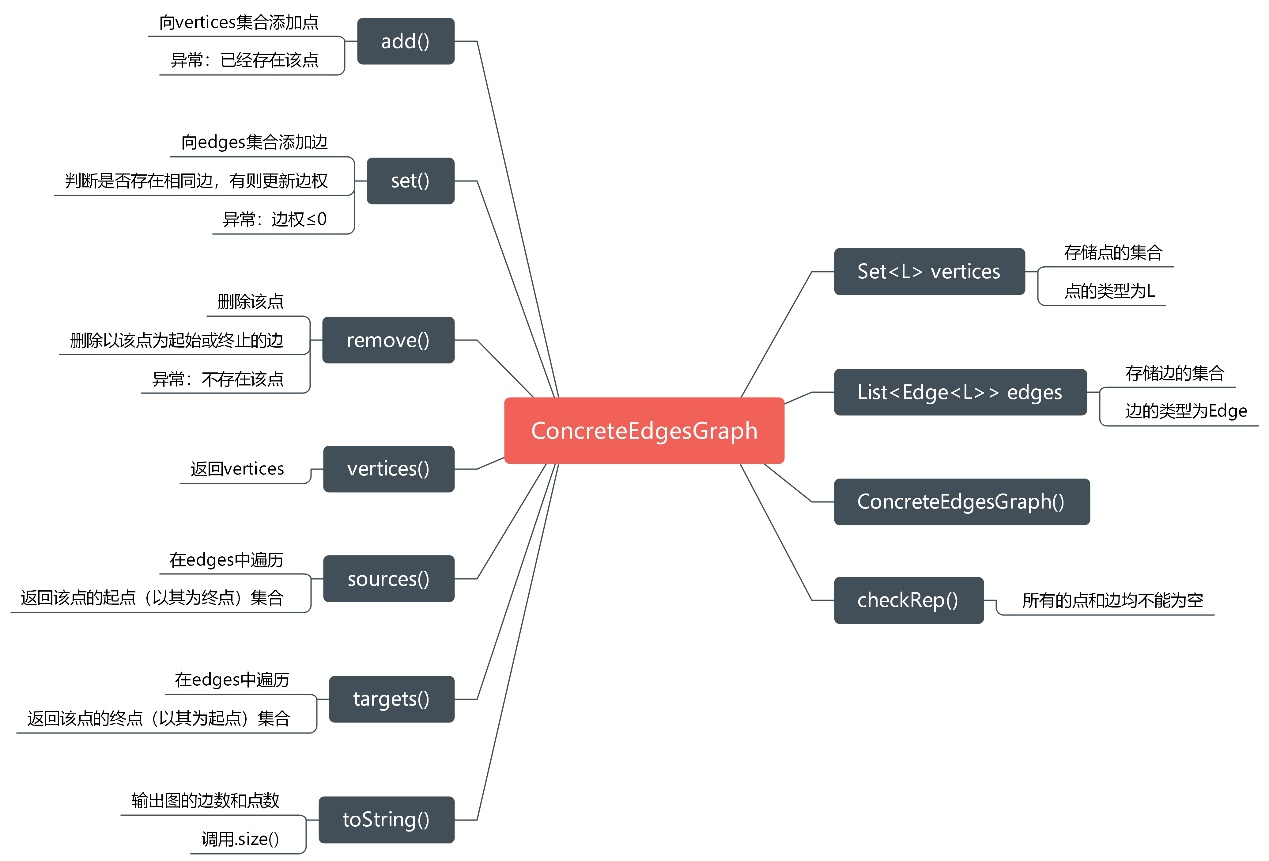 向vertices集合添加点
add()
异常：已经存在该点
向edges集合添加边
判断是否存在相同边，有则更新边权
set()
异常：边权≤0
删除该点
删除以该点为起始或终止的边
remove()
异常：不存在该点
返回vertices
vertices()
在edges中遍历
sources()
返回该点的起点（以其为终点）集合
在edges中遍历
targets()
返回该点的终点（以其为起点）集合
输出图的边数和点数
toString()
调用.size()
ConcreteEdgesGraph
Set<L> vertices
存储点的集合
点的类型为L
List<Edge<L>> edges
存储边的集合
边的类型为Edge
ConcreteEdgesGraph()
checkRep()
所有的点和边均不能为空